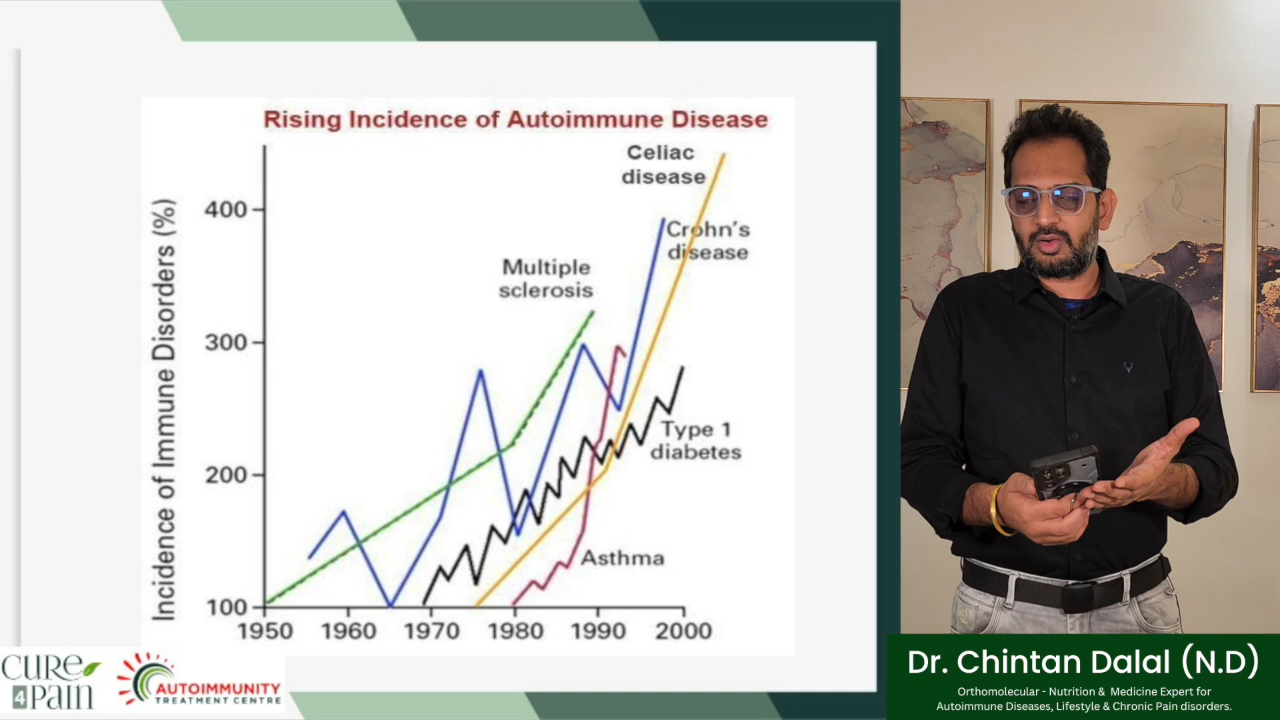 Rising Incidence of Autoimmune Disease
Incidence of Immune Disorders (%)
400
300
200
100
1950
1960
1970
1980
1990
2000
Celiac
disease
Crohn's
disease
Multiple
sclerosis
Type 1
diabetes
Asthma
CURE
4 PAIN
AUTOIMMUNITY
TREATMENT CENTRE
Dr. Chintan Dalal (N.D)
Orthomolecular - Nutrition & Medicine Expert for
Autoimmune Diseases, Lifestyle & Chronic Pain disorders.